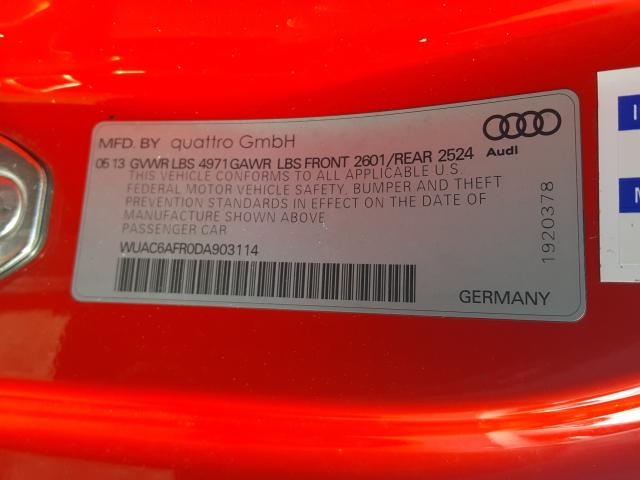 MFD. BY quattro GmbH
Audi
05 13 GVWR LBS 4971 GAWR LBS FRONT 2601/REAR 2524
THIS VEHICLE CONFORMS TO ALL APPLICABLE U.S.
FEDERAL MOTOR VEHICLE SAFETY, BUMPER AND THEFT
PREVENTION STANDARDS IN EFFECT ON THE DATE OF
MANUFACTURE SHOWN ABOVE
PASSENGER CAR
WUAC6AFR0DA903114
1920378
GERMANY